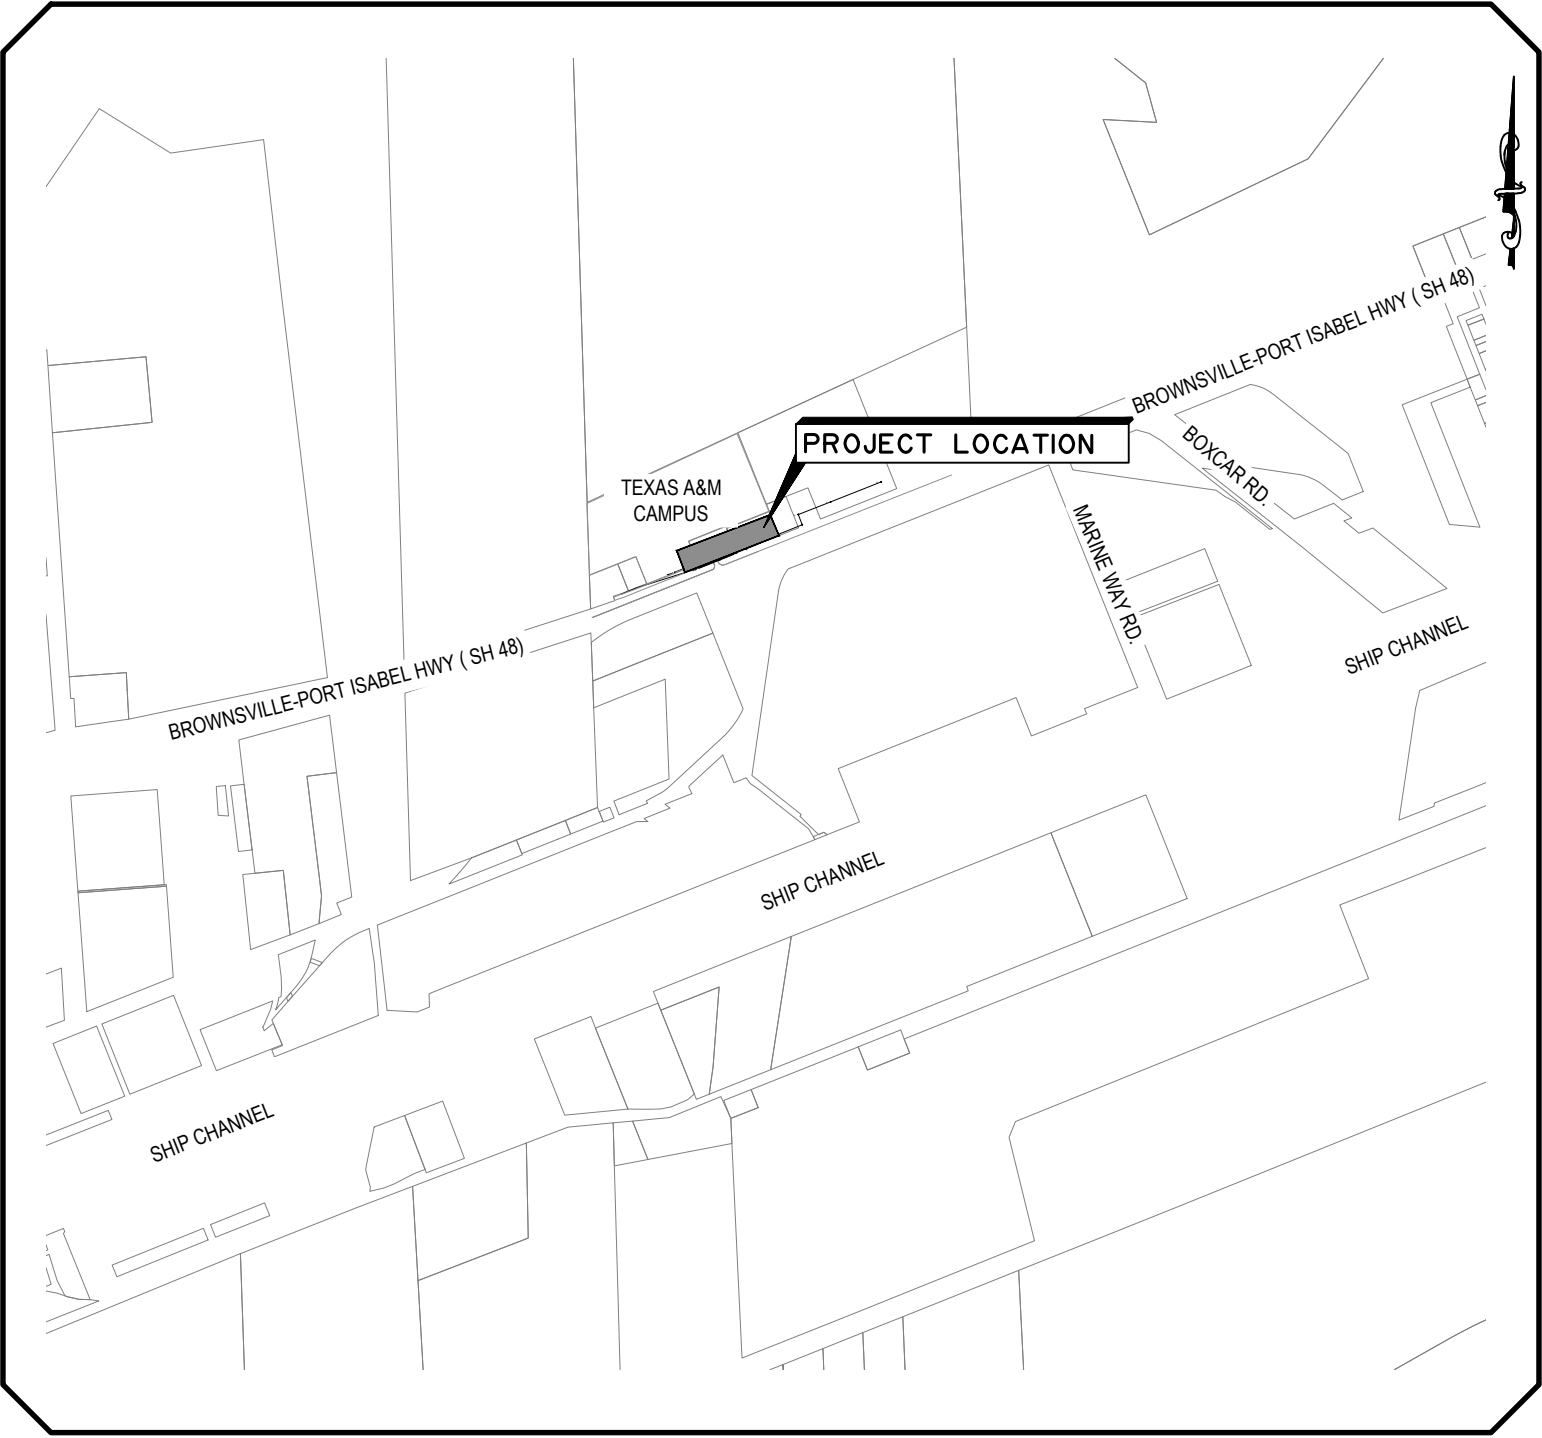 BROWNSVILLE-PORT ISABEL HWY ( SH 48)
PROJECT LOCATION
BOXCAR RD.
TEXAS A&M
CAMPUS
MARINE WAY RD.
SHIP CHANNEL
BROWNSVILLE-PORT ISABEL HWY ( SH 48)
SHIP CHANNEL
SHIP CHANNEL